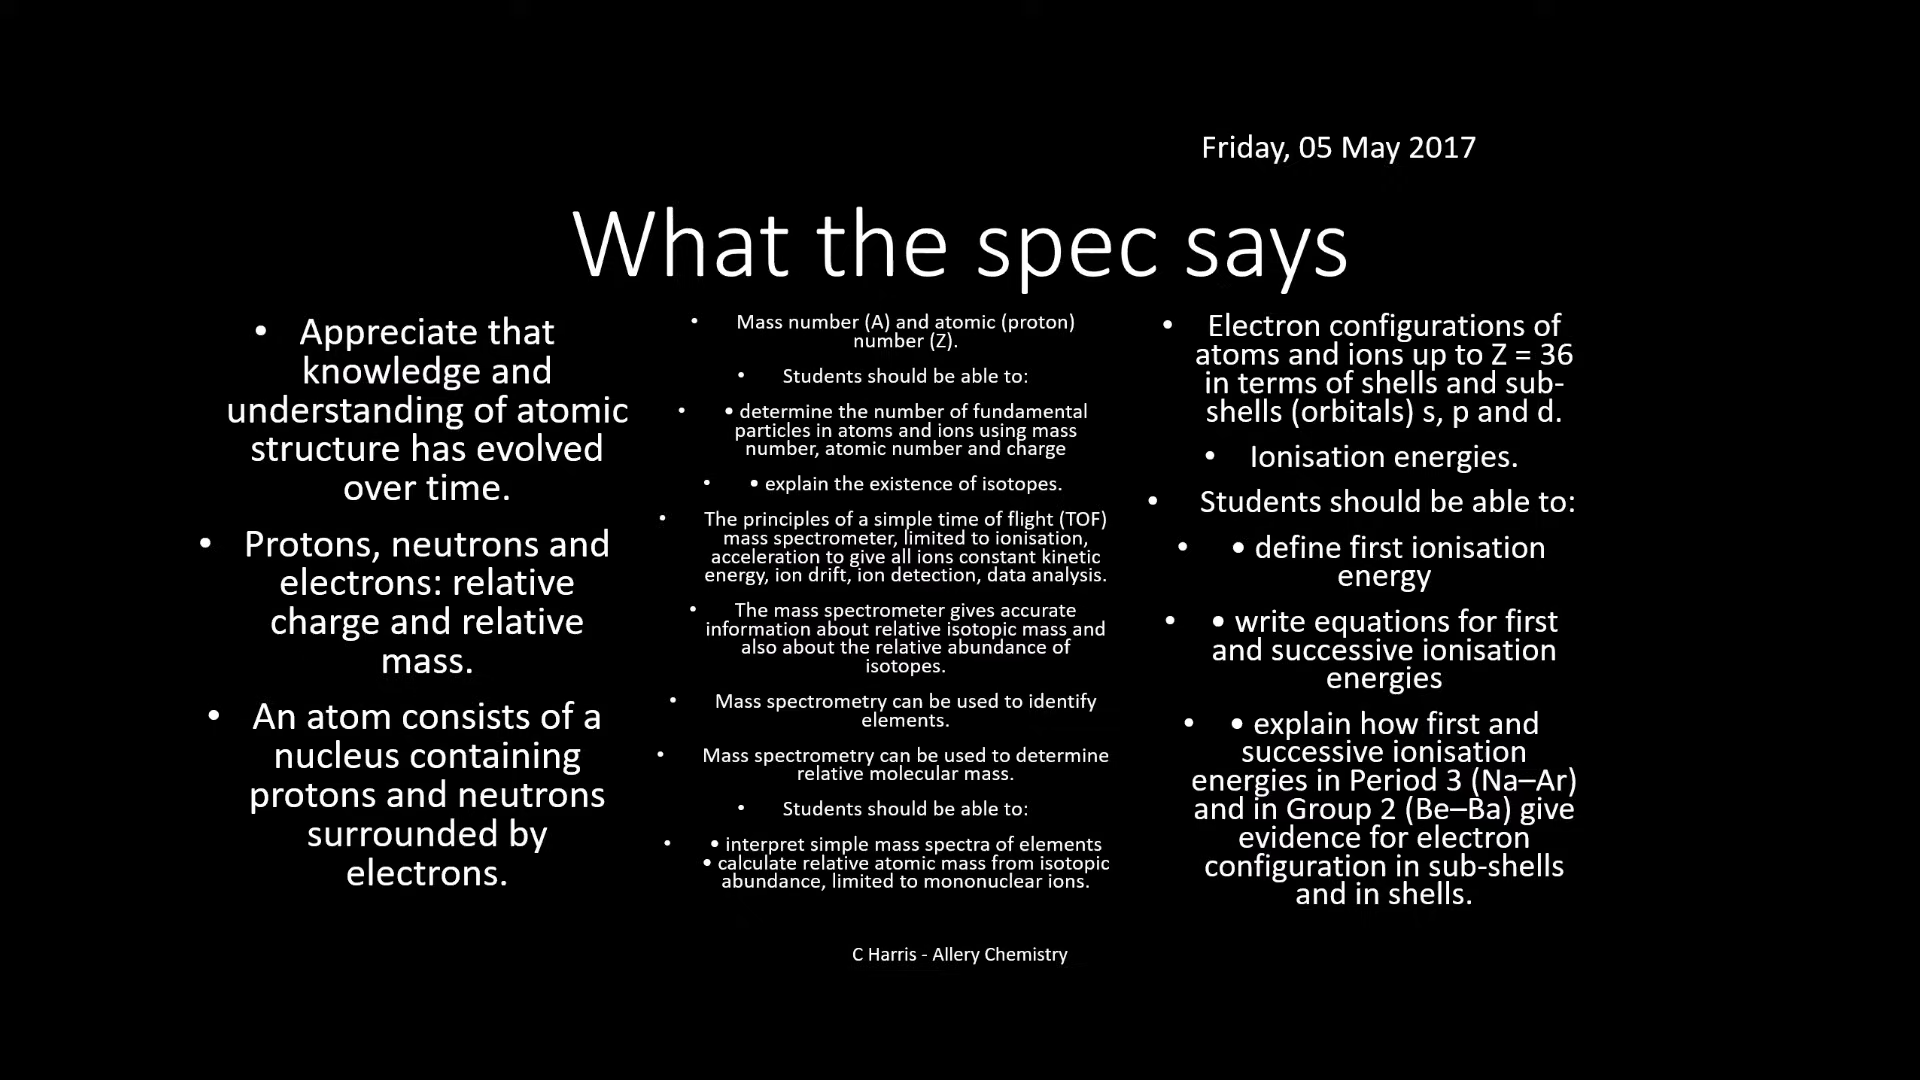 Friday, 05 May 2017
What the spec says
• Appreciate that
knowledge and
understanding of atomic
structure has evolved
over time.
• Protons, neutrons and
electrons: relative
charge and relative
mass.
• An atom consists of a
nucleus containing
protons and neutrons
surrounded by
electrons.
• Mass number (A) and atomic (proton)
number (Z).
• Students should be able to:
• • determine the number of fundamental
particles in atoms and ions using mass
number, atomic number and charge
• • explain the existence of isotopes.
• The principles of a simple time of flight (TOF)
mass spectrometer, limited to ionisation,
acceleration to give all ions constant kinetic
energy, ion drift, ion detection, data analysis.
• The mass spectrometer gives accurate
information about relative isotopic mass and
also about the relative abundance of
isotopes.
• Mass spectrometry can be used to identify
elements.
• Mass spectrometry can be used to determine
relative molecular mass.
• Students should be able to:
• • interpret simple mass spectra of elements
• calculate relative atomic mass from isotopic
abundance, limited to mononuclear ions.
• Electron configurations of
atoms and ions up to Z = 36
in terms of shells and sub-
shells (orbitals) s, p and d.
• Ionisation energies.
• Students should be able to:
• • define first ionisation
energy
• • write equations for first
and successive ionisation
energies
• • explain how first and
successive ionisation
energies in Period 3 (Na–Ar)
and in Group 2 (Be–Ba) give
evidence for electron
configuration in sub-shells
and in shells.
C Harris - Allery Chemistry